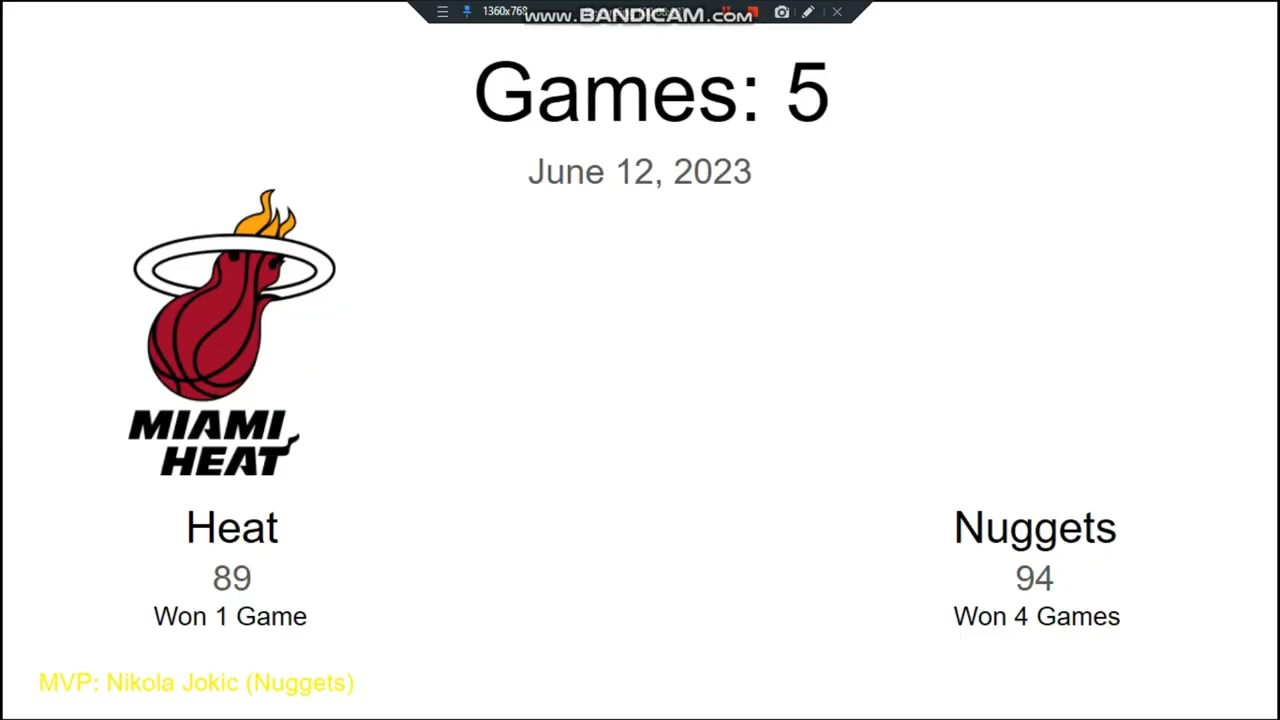 1360x768
www.BANDICAM.com
Games: 5
June 12, 2023
MIAMI
HEAT
Heat
89
Won 1 Game
Nuggets
94
Won 4 Games
MVP: Nikola Jokic (Nuggets)